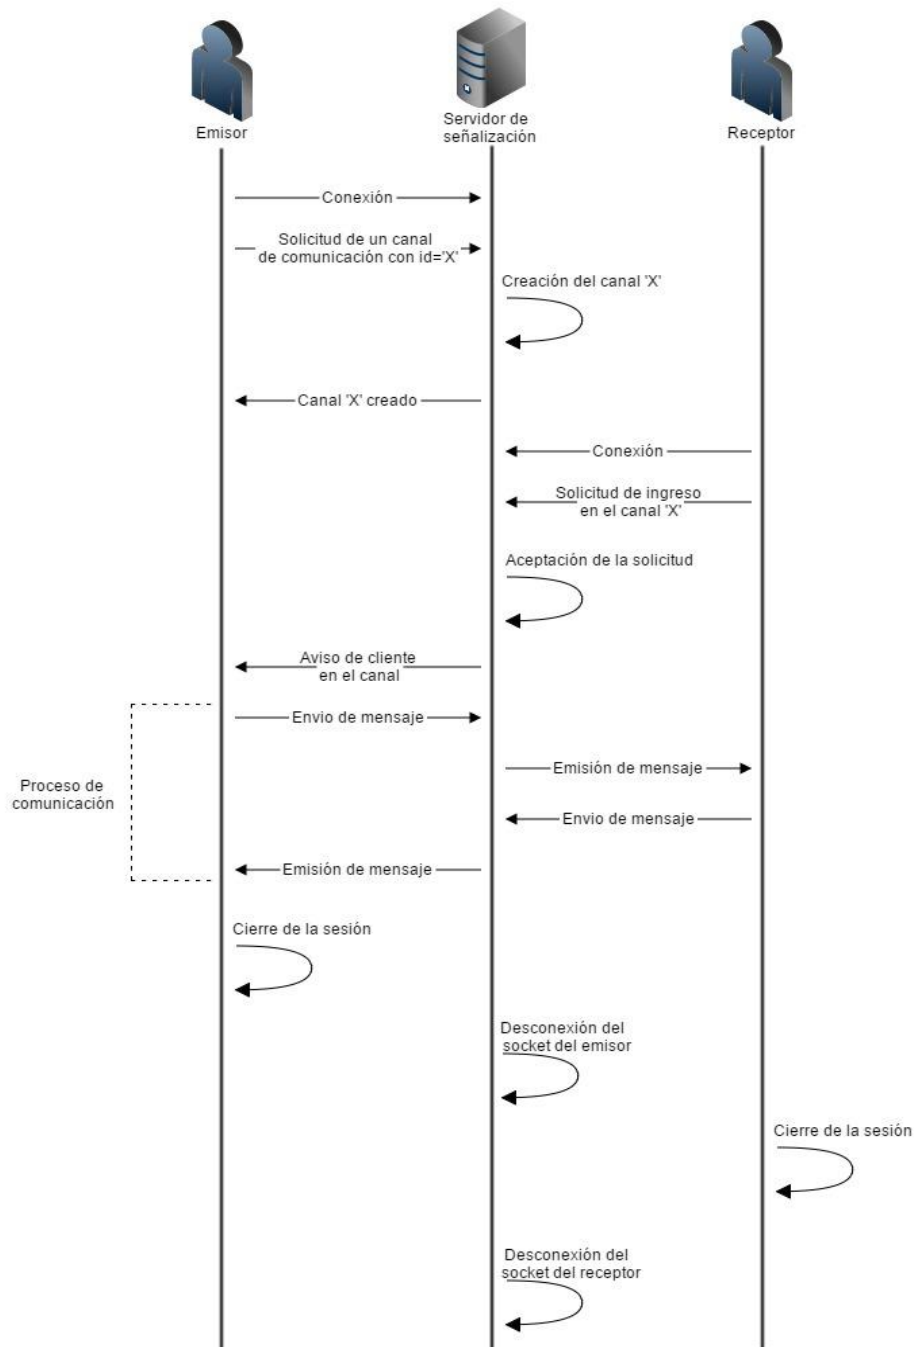 Emisor
Servidor de
señalización
Receptor
Conexión
Solicitud de un canal
de comunicación con id='X'
Creación del canal 'X'
Canal 'X' creado
Conexión
Solicitud de ingreso
en el canal 'X'
Aceptación de la solicitud
Aviso de cliente
en el canal
Envio de mensaje
Emisión de mensaje
Proceso de
comunicación
Envio de mensaje
Emisión de mensaje
Cierre de la sesión
Desconexión del
socket del emisor
Cierre de la sesión
Desconexión del
socket del receptor